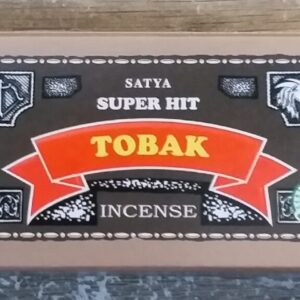 SATYA
SUPER HIT
TOBAK
INCENSE